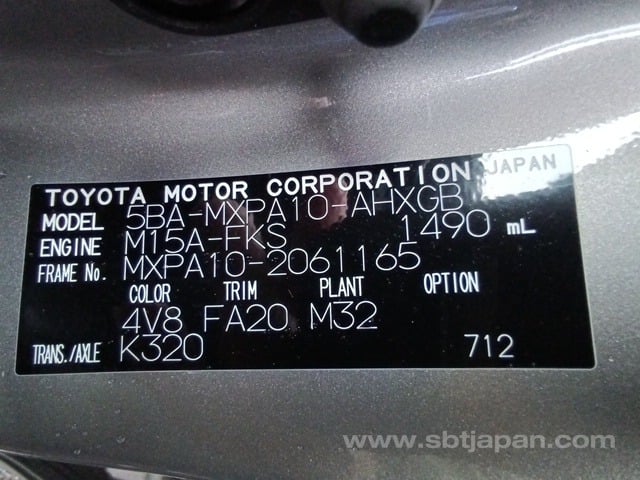 TOYOTA MOTOR CORPORATION JAPAN
MODEL 5BA-MXPA10-AHXGB
ENGINE M15A-FKS 1490 mL
FRAME No. MXPA10-2061165
COLOR TRIM PLANT OPTION
4V8 FA20 M32
TRANS./AXLE K320 712
www.sbtjapan.com